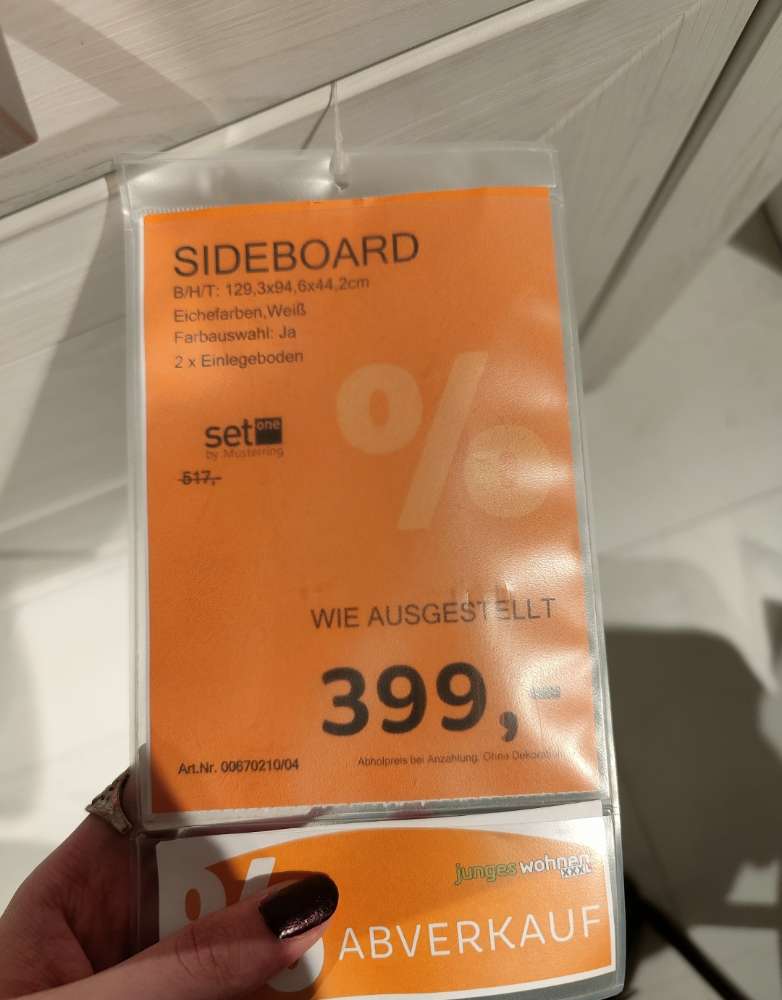 SIDEBOARD
B/H/T: 129,3x94,6x44,2cm
Eichefarben,Weiß
Farbauswahl: Ja
2 x Einlegeboden
%
set one
by Musterring
517,-
WIE AUSGESTELLT
399,-
Art.Nr. 00670210/04
Abholpreis bei Anzahlung. Ohne
junges wohnen
XXXL
%
ABVERKAUF